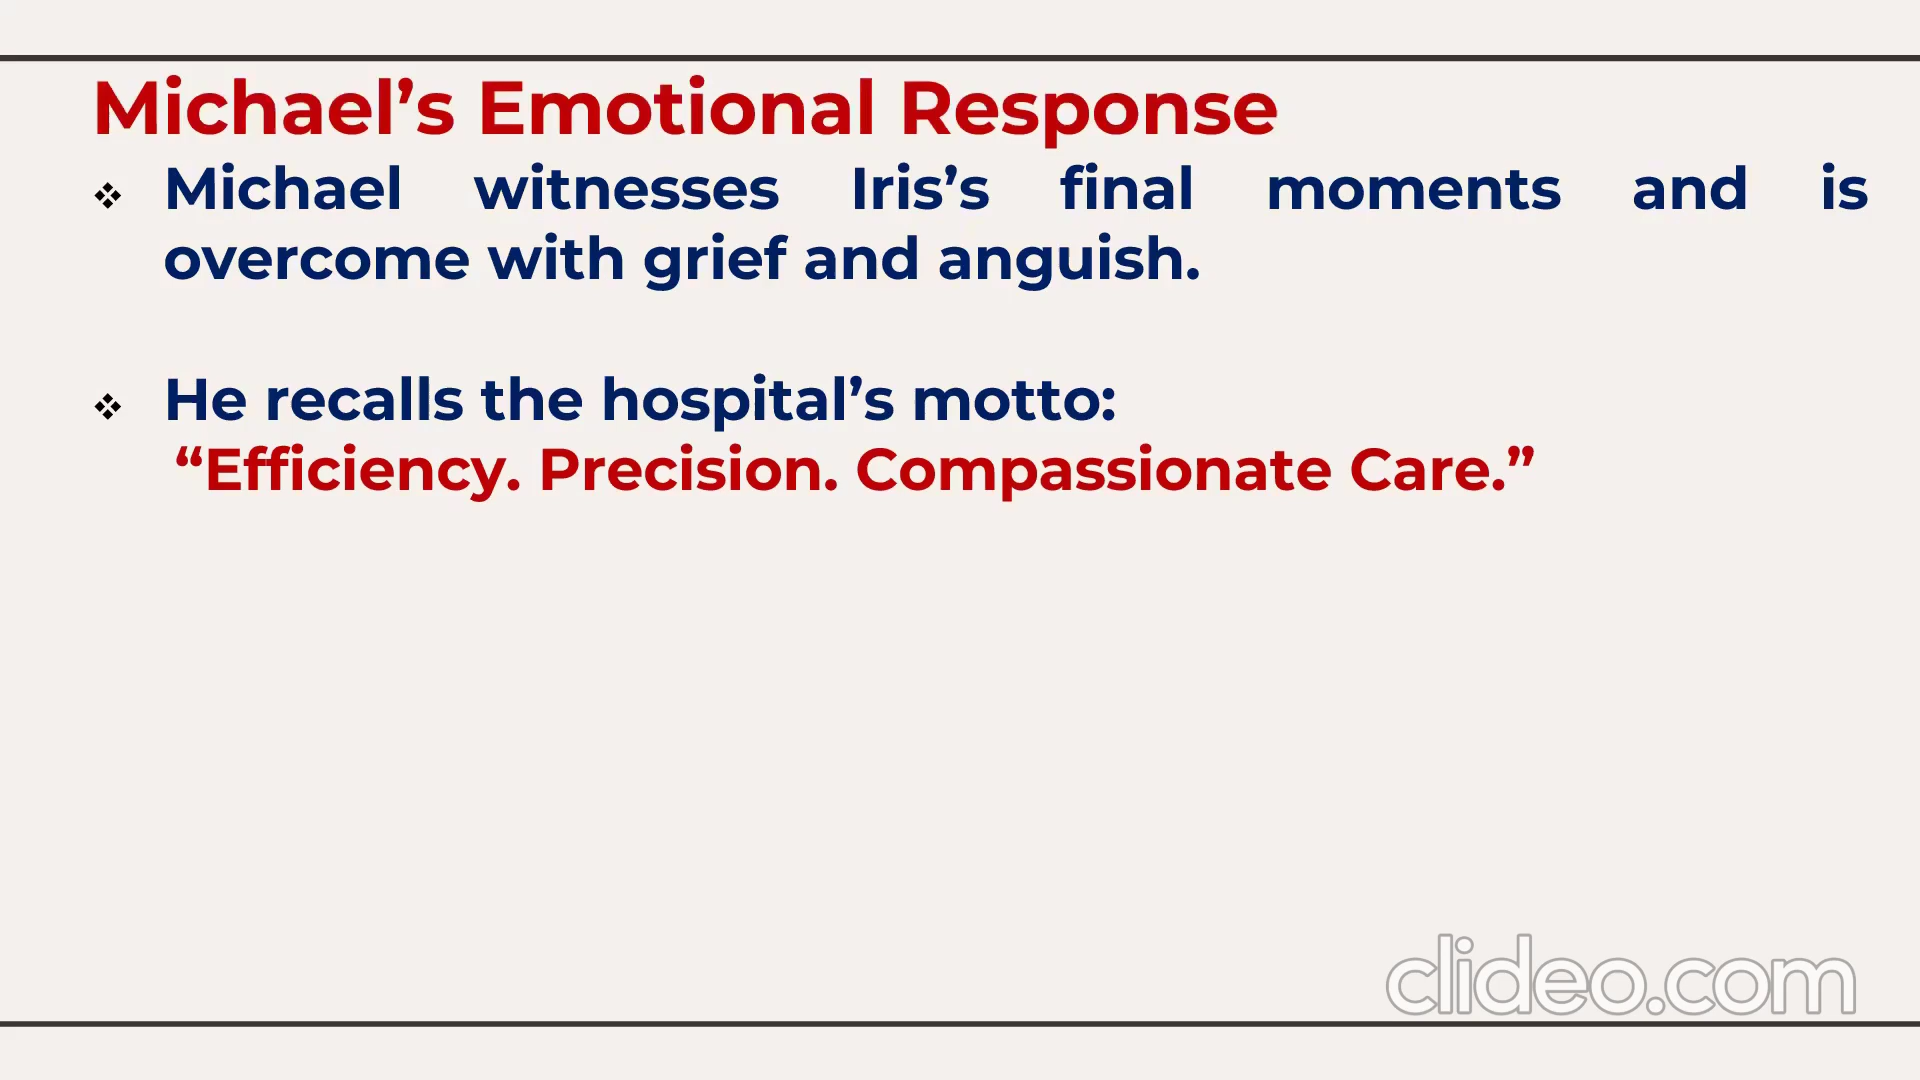 Michael’s Emotional Response
❖ Michael witnesses Iris’s final moments and is
overcome with grief and anguish.
❖ He recalls the hospital’s motto:
“Efficiency. Precision. Compassionate Care.”
clideo.com